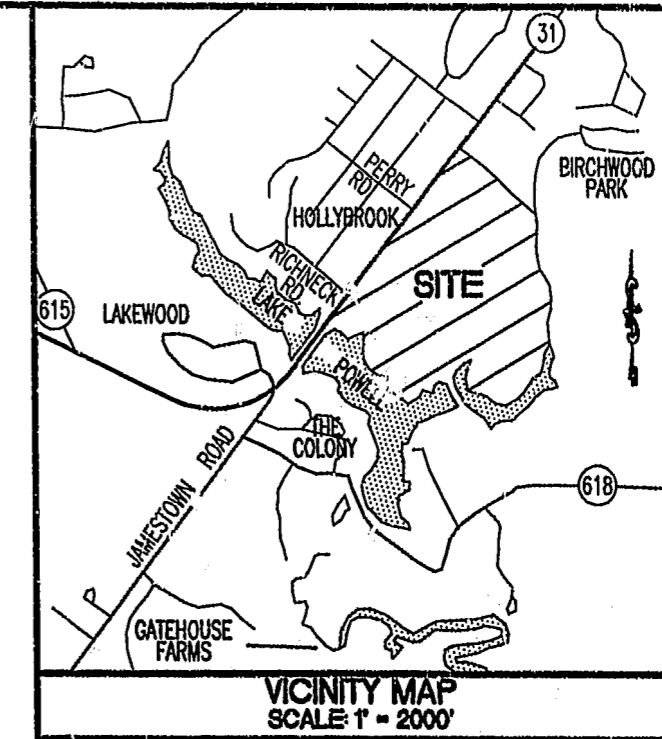 31
BIRCHWOOD
PARK
PERRY
RD
HOLLYBROOK
RICHNECK
RD
SITE
LAKE
615
LAKEWOOD
POWELL
THE
COLONY
JAMESTOWN ROAD
618
GATEHOUSE
FARMS
VICINITY MAP
SCALE: 1" = 2000'